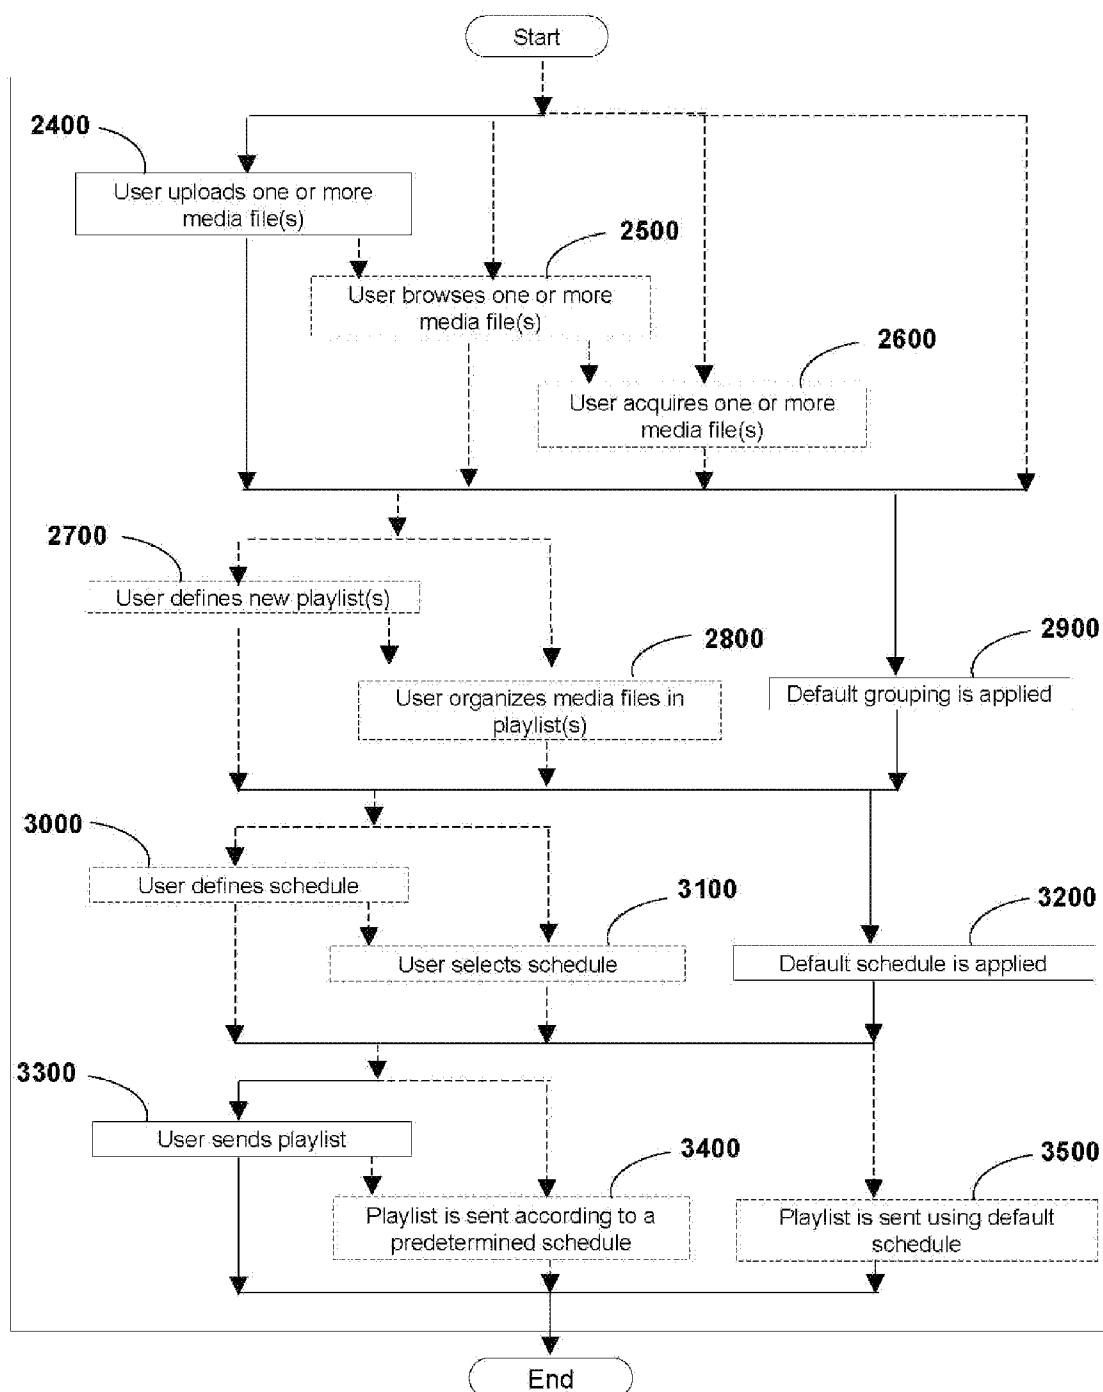 Start
2400
User uploads one or more
media file(s)
2500
User browses one or more
media file(s)
2600
User acquires one or more
media file(s)
2700
User defines new playlist(s)
2800
User organizes media files in
playlist(s)
2900
Default grouping is applied
3000
User defines schedule
3100
User selects schedule
3200
Default schedule is applied
3300
User sends playlist
3400
Playlist is sent according to a
predetermined schedule
3500
Playlist is sent using default
schedule
End